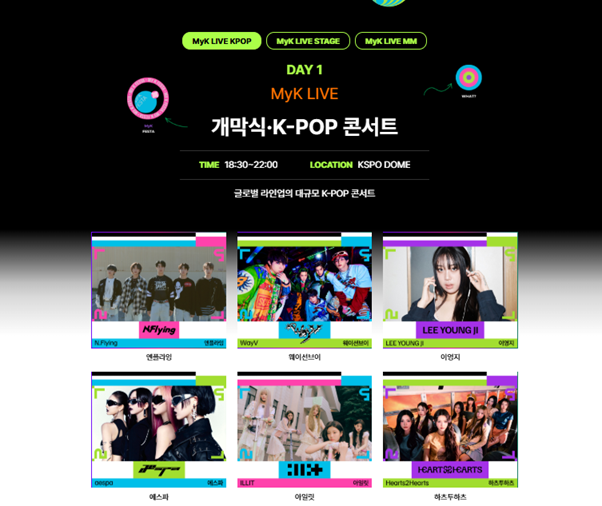 MyK LIVE KPOP
MyK LIVE STAGE
MyK LIVE MM
DAY 1
MyK LIVE
MyK
FESTA
WHAT?
개막식·K-POP 콘서트
TIME 18:30~22:00 LOCATION KSPO DOME
글로벌 라인업의 대규모 K-POP 콘서트
N.Flying
N.Flying 엔플라잉
엔플라잉
WayV 웨이션브이
웨이션브이
LEE YOUNG JI
LEE YOUNG JI 이영지
이영지
aespa 에스파
에스파
ILLIT 아일릿
아일릿
HEARTS2HEARTS
Hearts2Hearts 하츠투하츠
하츠투하츠